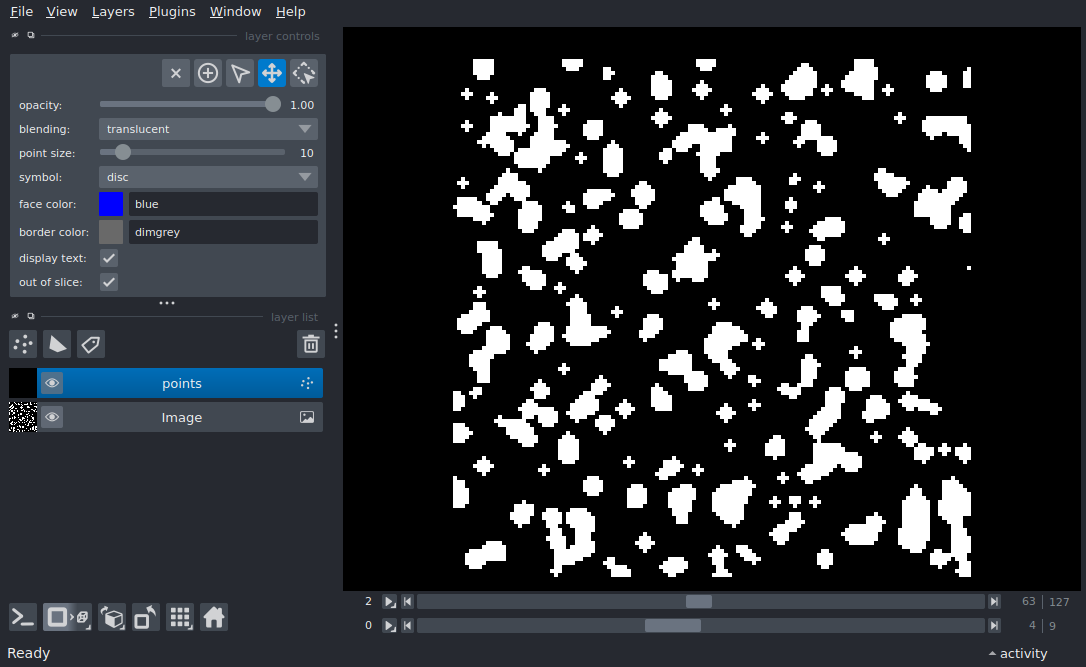 File View Layers Plugins Window Help
layer controls
opacity: 1.00
blending: translucent
point size: 10
symbol: disc
face color: blue
border color: dimgrey
display text:
out of slice:
layer list
points
Image
2 63 | 127
0 4 | 9
Ready activity